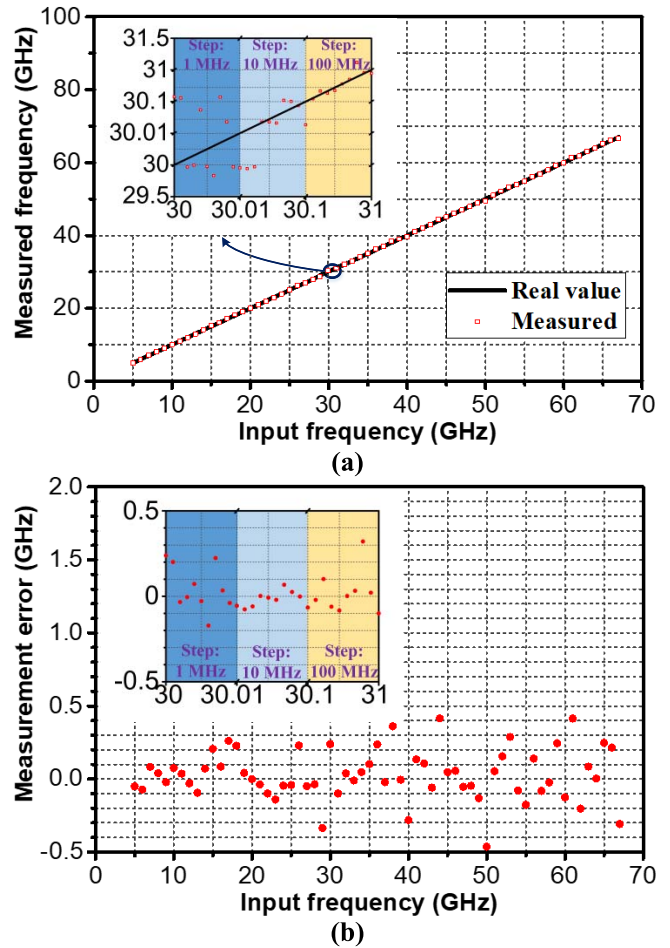 (a)
100
80
60
40
20
0
Measured frequency (GHz)
31.5
31
30.1
30.01
30
29.5
Step: Step: Step:
1 MHz 10 MHz 100 MHz
30 30.01 30.1 31
Real value
Measured
0 10 20 30 40 50 60 70
Input frequency (GHz)
(a)
2.0
1.5
1.0
0.5
0.0
-0.5
Measurement error (GHz)
0.5
0
-0.5
Step: Step: Step:
1 MHz 10 MHz 100 MHz
30 30.01 30.1 31
0 10 20 30 40 50 60 70
Input frequency (GHz)
(b)